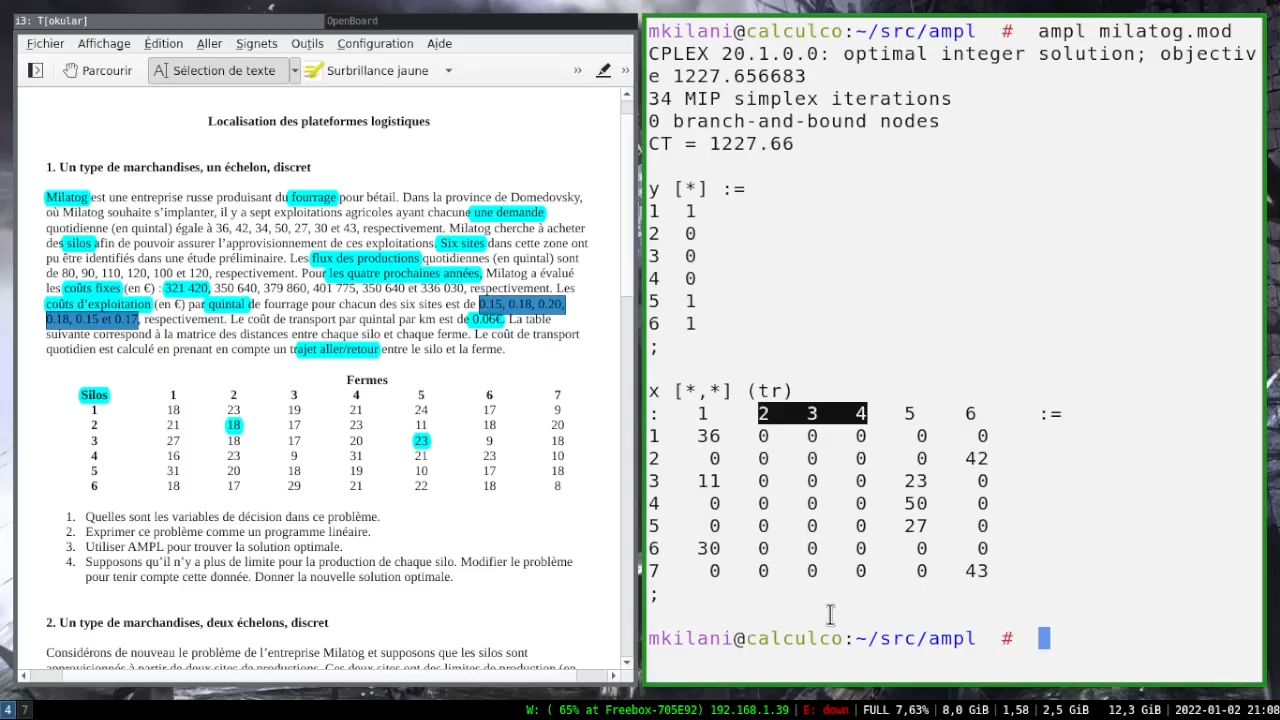 i3: T[okular]
OpenBoard
Fichier Affichage Édition Aller Signets Outils Configuration Aide
Parcourir Sélection de texte Surbrillance jaune » »
Localisation des plateformes logistiques
1. Un type de marchandises, un échelon, discret
Milatog est une entreprise russe produisant du fourrage pour bétail. Dans la province de Domedovsky,
où Milatog souhaite s'implanter, il y a sept exploitations agricoles ayant chacune une demande
quotidienne (en quintal) égale à 36, 42, 34, 50, 27, 30 et 43, respectivement. Milatog cherche à acheter
des silos afin de pouvoir assurer l'approvisionnement de ces exploitations. Six sites dans cette zone ont
pu être identifiés dans une étude préliminaire. Les flux des productions quotidiennes (en quintal) sont
de 80, 90, 110, 120, 100 et 120, respectivement. Pour les quatre prochaines années, Milatog a évalué
les coûts fixes (en €) : 321 420, 350 640, 379 860, 401 775, 350 640 et 336 030, respectivement. Les
coûts d'exploitation (en €) par quintal de fourrage pour chacun des six sites est de 0.15, 0.18, 0.20,
0.18, 0.15 et 0.17, respectivement. Le coût de transport par quintal par km est de 0.06€. La table
suivante correspond à la matrice des distances entre chaque silo et chaque ferme. Le coût de transport
quotidien est calculé en prenant en compte un trajet aller/retour entre le silo et la ferme.
Fermes
Silos 1 2 3 4 5 6 7
1 18 23 19 21 24 17 9
2 21 18 17 23 11 18 20
3 27 18 17 20 23 9 18
4 16 23 9 31 21 23 10
5 31 20 18 19 10 17 18
6 18 17 29 21 22 18 8
1. Quelles sont les variables de décision dans ce problème.
2. Exprimer ce problème comme un programme linéaire.
3. Utiliser AMPL pour trouver la solution optimale.
4. Supposons qu'il n'y a plus de limite pour la production de chaque silo. Modifier le problème
pour tenir compte cette donnée. Donner la nouvelle solution optimale.
2. Un type de marchandises, deux échelons, discret
Considérons de nouveau le problème de l'entreprise Milatog et supposons que les silos sont
approvisionnés à partir de deux sites de productions. Ces deux sites ont des limites de production (en
mkilani@calculco:~/src/ampl # ampl milatog.mod
CPLEX 20.1.0.0: optimal integer solution; objectiv
e 1227.656683
34 MIP simplex iterations
0 branch-and-bound nodes
CT = 1227.66
y [*] :=
1 1
2 0
3 0
4 0
5 1
6 1
;
x [*,*] (tr)
: 1 2 3 4 5 6 :=
1 36 0 0 0 0 0
2 0 0 0 0 0 42
3 11 0 0 0 23 0
4 0 0 0 0 50 0
5 0 0 0 0 27 0
6 30 0 0 0 0 0
7 0 0 0 0 0 43
;
mkilani@calculco:~/src/ampl #
4 7 W: ( 65% at Freebox-705E92) 192.168.1.39 | E: down | FULL 7,63% | 8,0 GiB | 1,58 | 2,5 GiB | 12,3 GiB | 2022-01-02 21:08